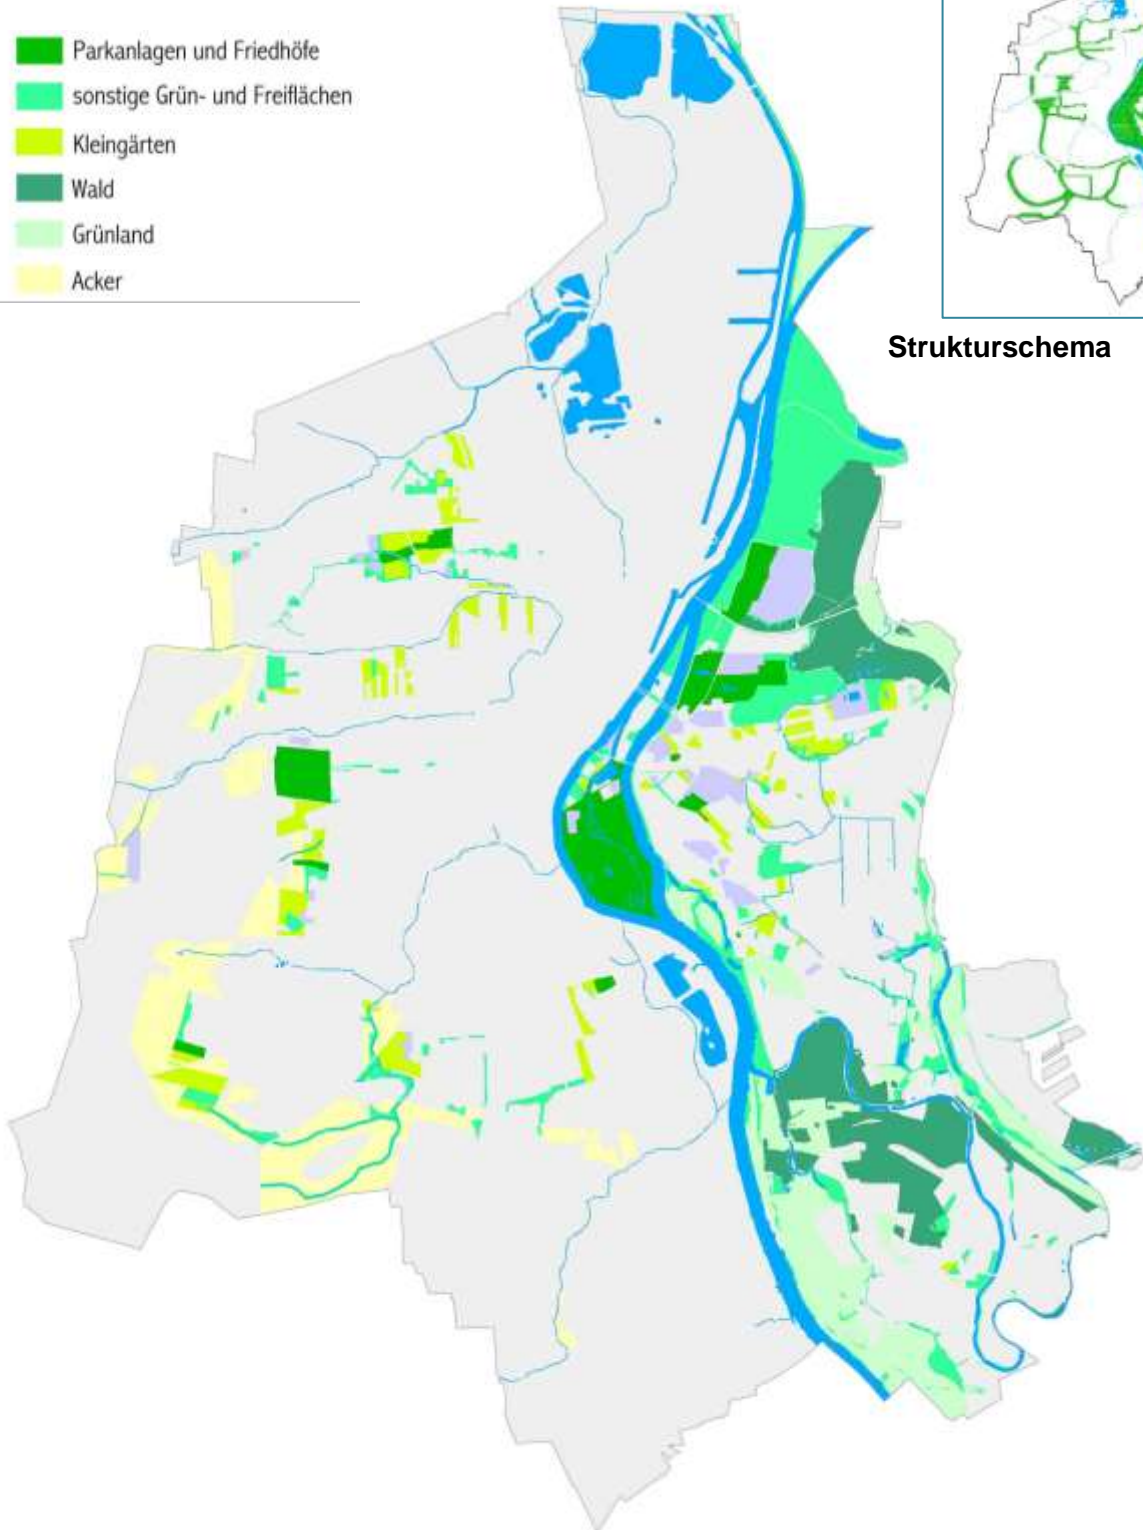 Parkanlagen und Friedhöfe
sonstige Grün- und Freiflächen
Kleingärten
Wald
Grünland
Acker
Strukturschema